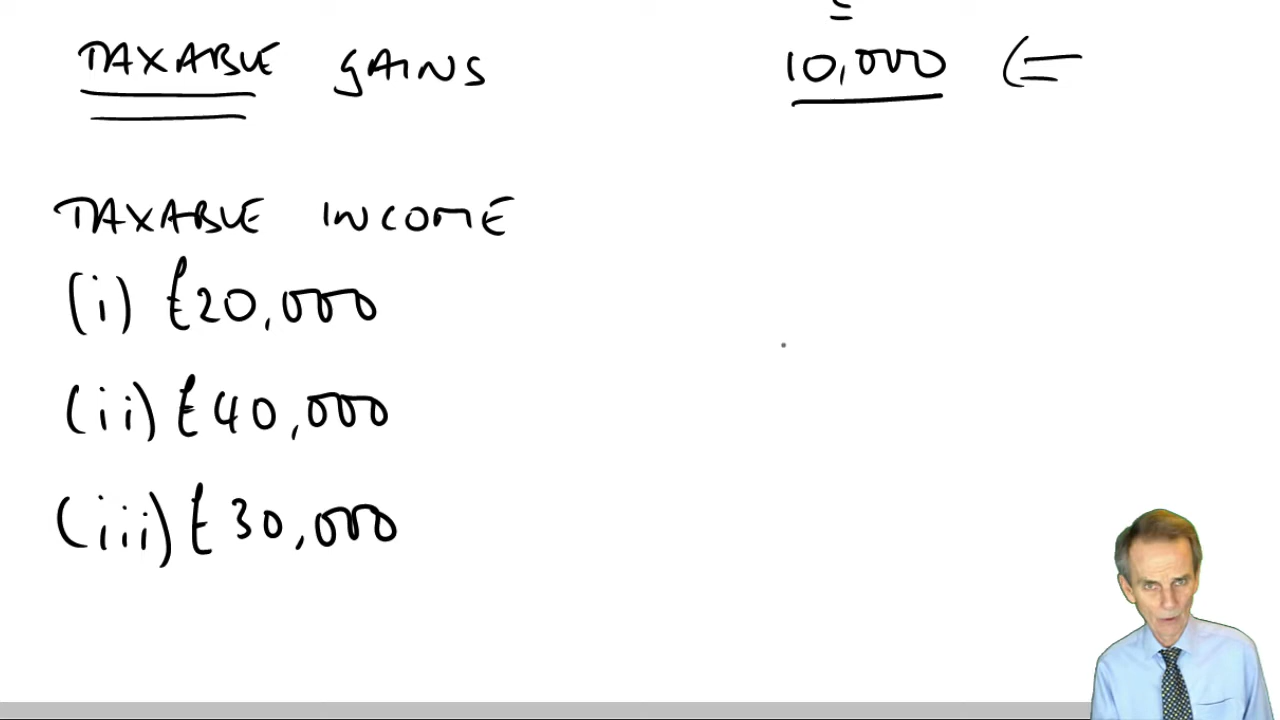 TAXABLE GAINS 10,000 (=
TAXABLE INCOME
(i) £20,000
(ii) £40,000
(iii) £30,000